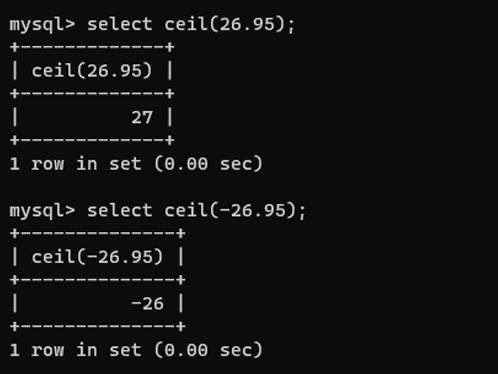 mysql> select ceil(26.95);
+-------------+
| ceil(26.95) |
+-------------+
|          27 |
+-------------+
1 row in set (0.00 sec)

mysql> select ceil(-26.95);
+--------------+
| ceil(-26.95) |
+--------------+
|          -26 |
+--------------+
1 row in set (0.00 sec)